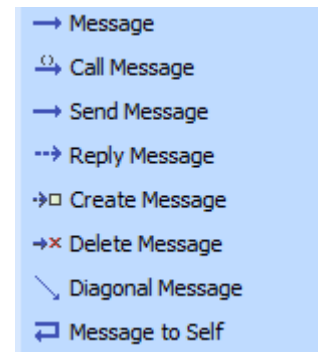 Message
Call Message
Send Message
Reply Message
Create Message
Delete Message
Diagonal Message
Message to Self